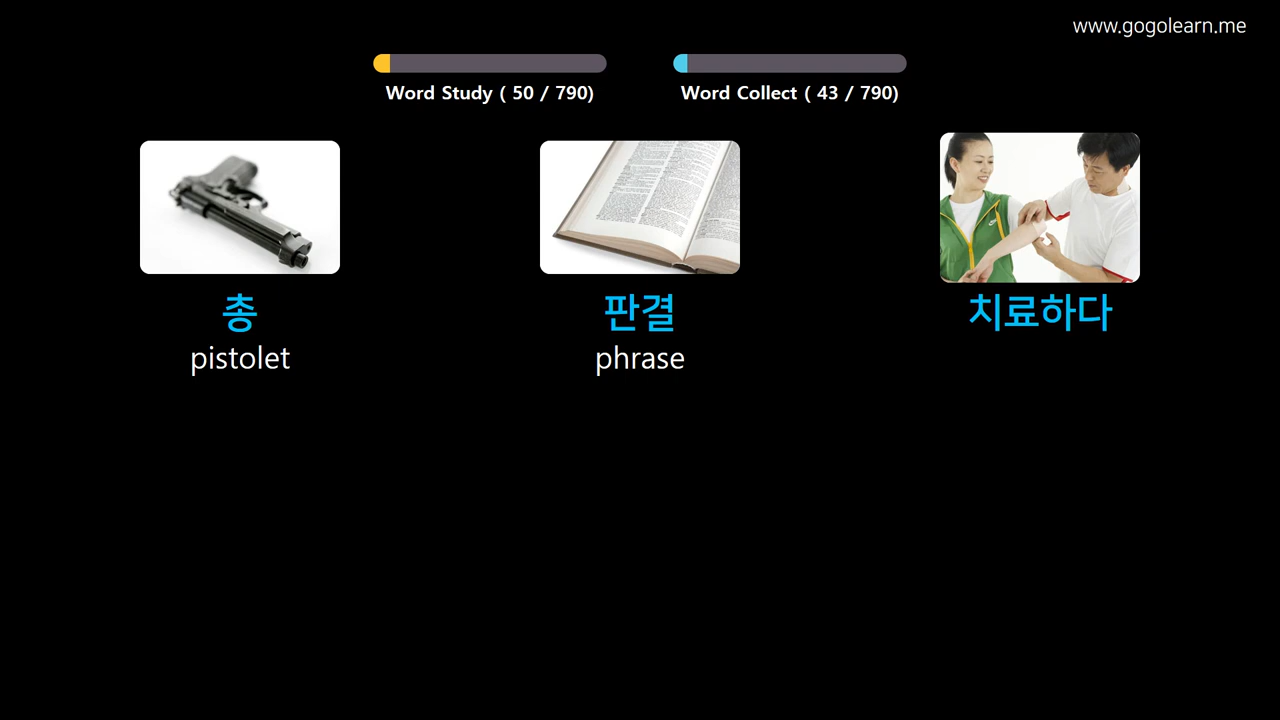 www.gogolearn.me
Word Study ( 50 / 790)
Word Collect ( 43 / 790)
총
pistolet
판결
phrase
치료하다